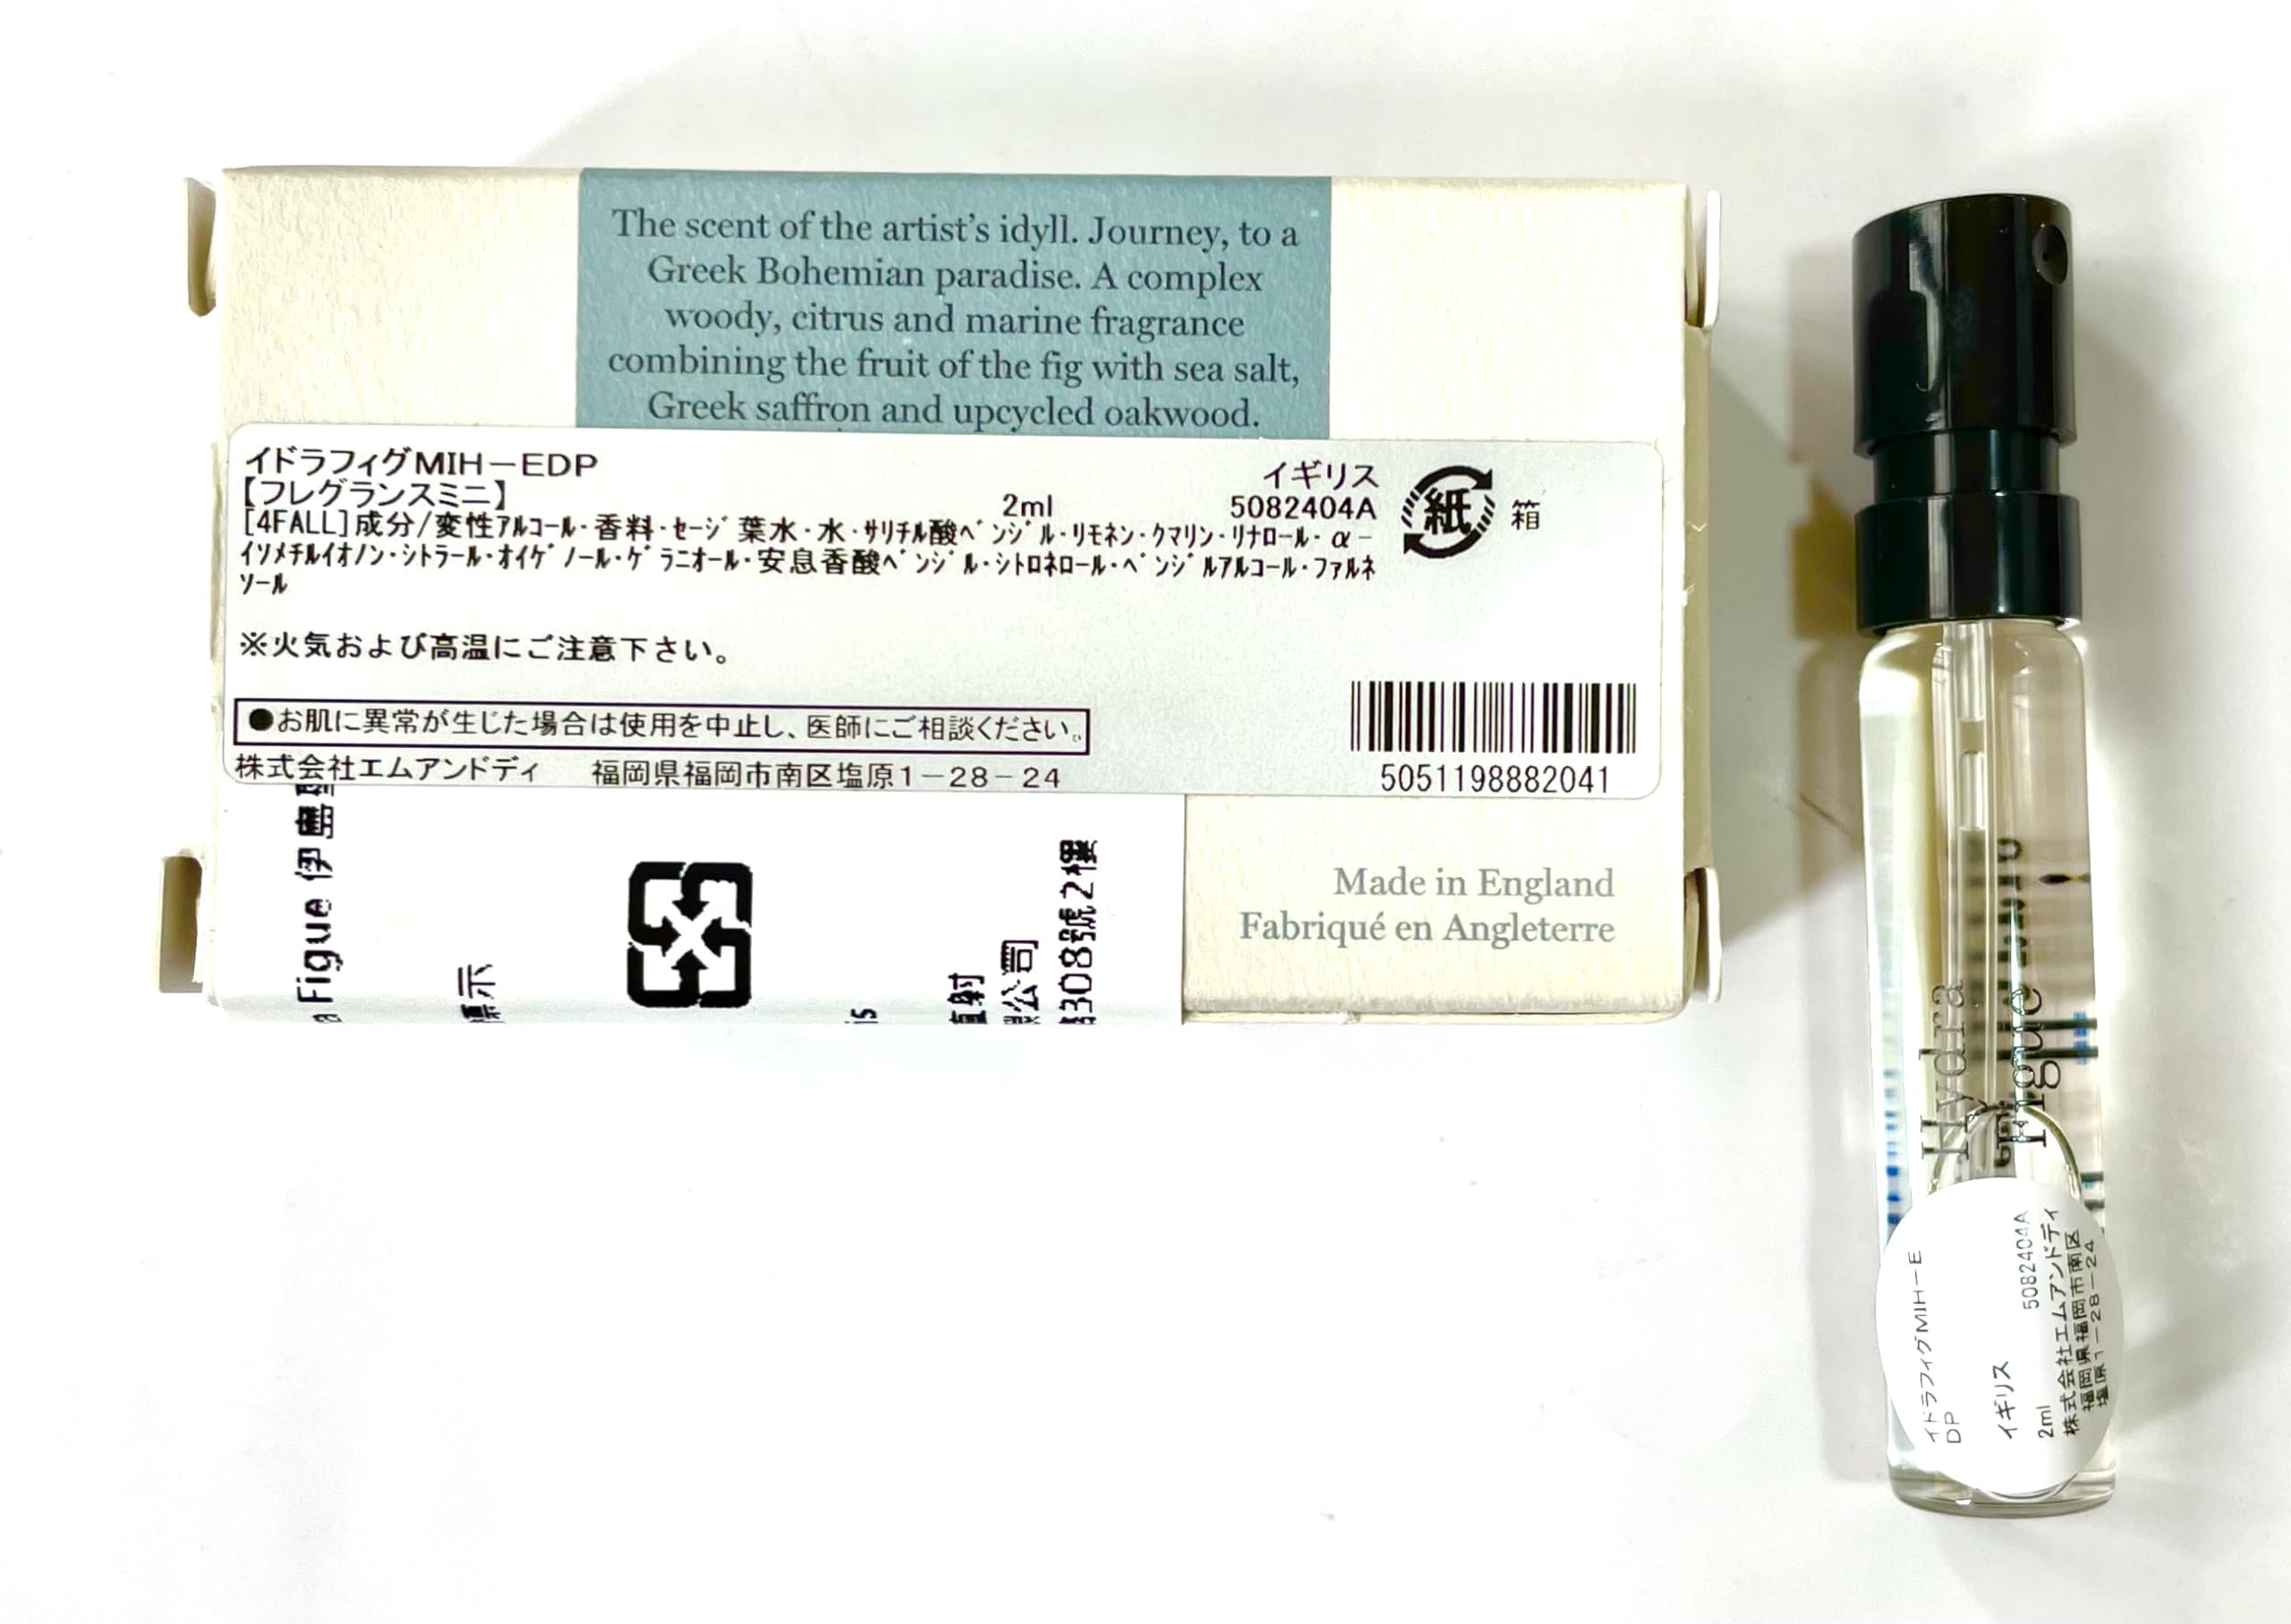 The scent of the artist's idyll. Journey, to a
Greek Bohemian paradise. A complex
woody, citrus and marine fragrance
combining the fruit of the fig with sea salt,
Greek saffron and upcycled oakwood.
イドラフィグMIH－EDP
【フレグランスミニ】
2ml
イギリス
5082404A
紙
箱
[4FALL]成分/変性ｱﾙｺｰﾙ・香料・ｾｰｼﾞ葉水・水・ｻﾘﾁﾙ酸ﾍﾞﾝｼﾞﾙ・ﾘﾓﾈﾝ・ｸﾏﾘﾝ・ﾘﾅﾛｰﾙ・α－
ｲｿﾒﾁﾙｲｵﾉﾝ・ｼﾄﾗｰﾙ・ｵｲｹﾞﾉｰﾙ・ｹﾞﾗﾆｵｰﾙ・安息香酸ﾍﾞﾝｼﾞﾙ・ｼﾄﾛﾈﾛｰﾙ・ﾍﾞﾝｼﾞﾙｱﾙｺｰﾙ・ﾌｧﾙﾈ
ｿｰﾙ
※火気および高温にご注意下さい。
●お肌に異常が生じた場合は使用を中止し、医師にご相談ください。
株式会社エムアンドディ 福岡県福岡市南区塩原1－28－24
5051198882041
a Figue 伊
標示
is
直射
公司
308號2樓
Made in England
Fabriqué en Angleterre
Hydra
Figue
イドラフィグMIH－E
DP
イギリス 5082404A
2ml
株式会社エムアンドディ
福岡県福岡市南区
塩原1－28－24